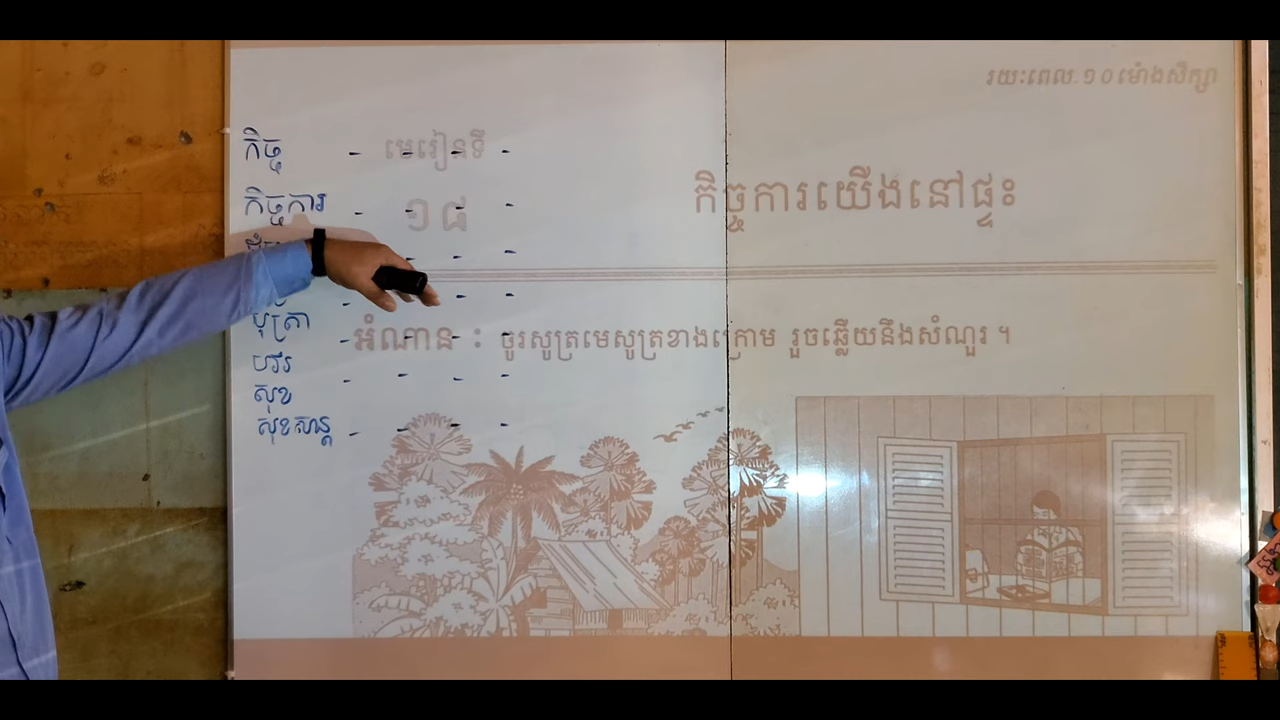 រយៈពេល ១០ម៉ោងសិក្សា
មេរៀនទី
១៨
កិច្ចការយើងនៅផ្ទះ
អំណាន ៖ ចូរសូត្រមេសូត្រខាងក្រោម រួចឆ្លើយនឹងសំណួរ ។
កិច្ច
កិច្ចការ
បុត្រា
បវរ
សុខ
សុខសាន្ត